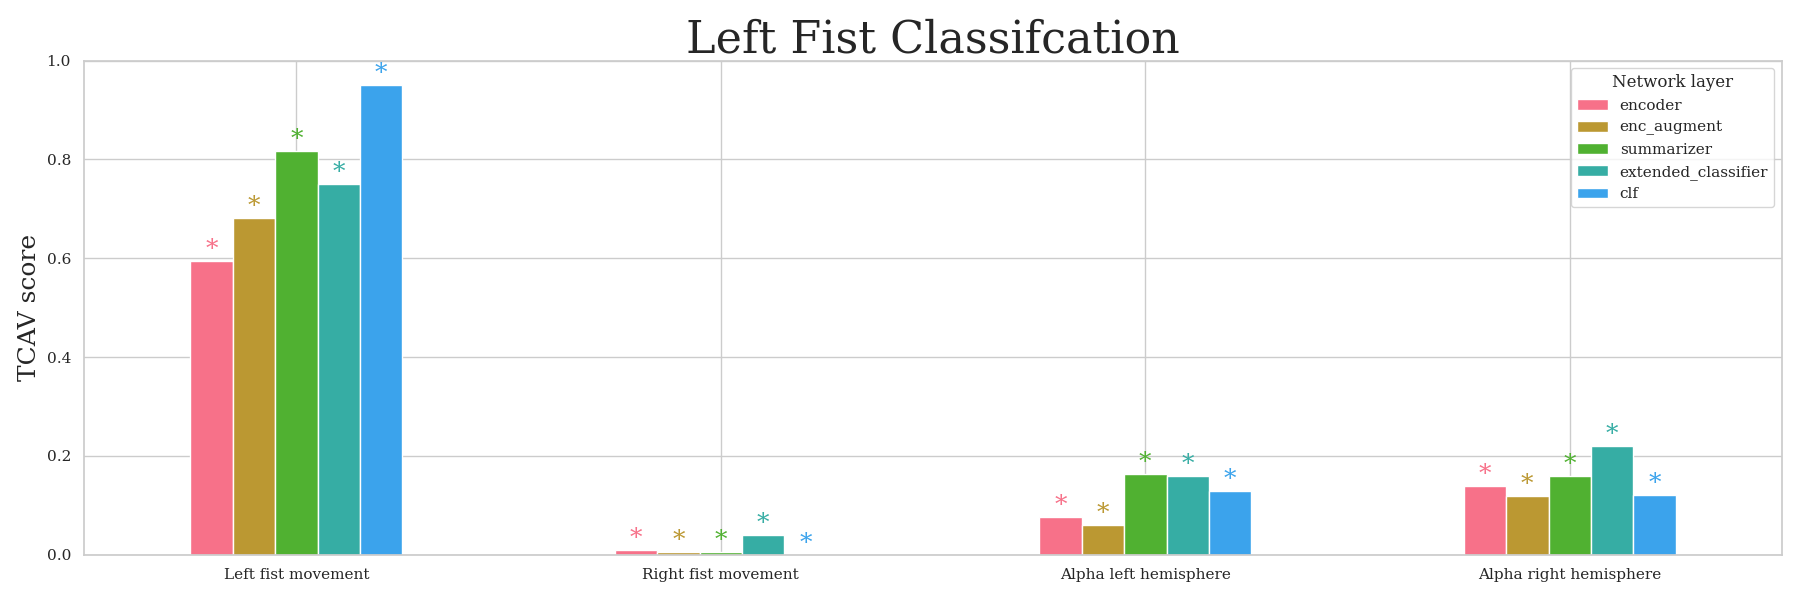 Left Fist Classifcation
TCAV score
1.0
0.8
0.6
0.4
0.2
0.0
* * * * *
* * * * *
* * * * *
* * * * *
Network layer
encoder
enc_augment
summarizer
extended_classifier
clf
Left fist movement
Right fist movement
Alpha left hemisphere
Alpha right hemisphere